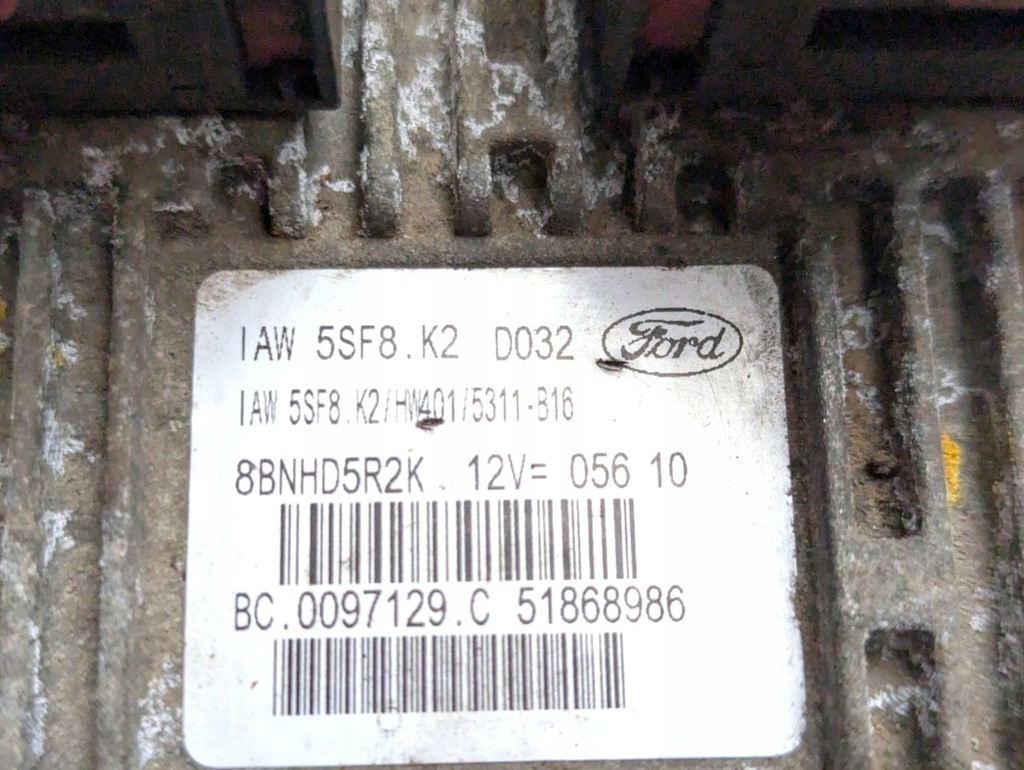 IAW 5SF8.K2 D032 Ford
IAW 5SF8.K2/HW401/5311-B16
8BNHD5R2K 12V= 056 10
BC.0097129.C 51868986